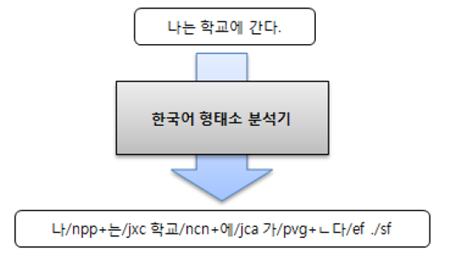 나는 학교에 간다.
한국어 형태소 분석기
나/npp+는/jxc 학교/ncn+에/jca 가/pvg+ㄴ다/ef ./sf